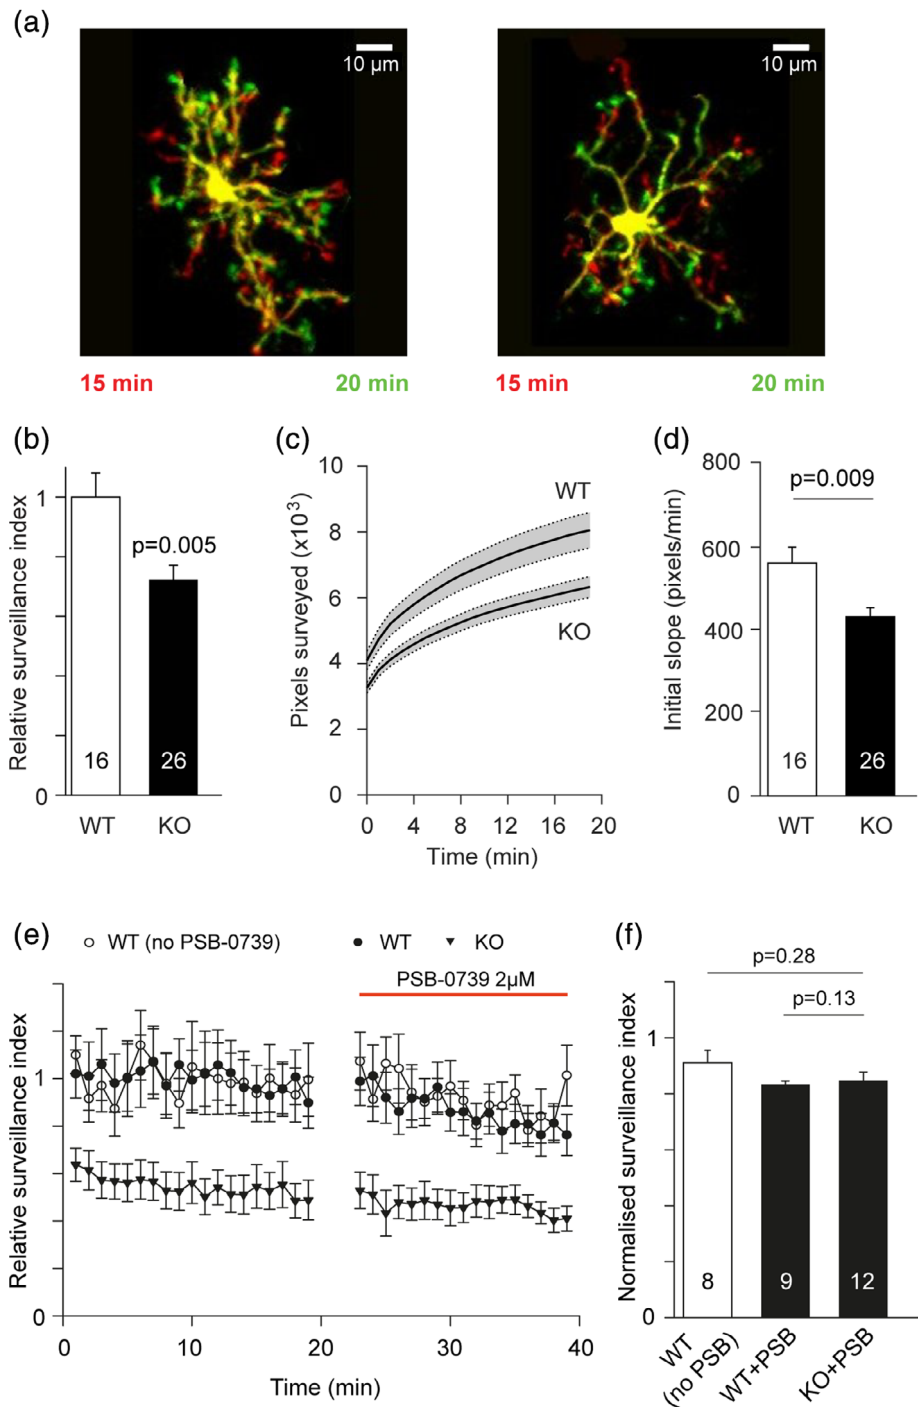 (a)
10 µm
10 µm
15 min
20 min
15 min
20 min
(b)
Relative surveillance index
1
0
p=0.005
16
26
WT
KO
(c)
Pixels surveyed (x10³)
10
8
6
4
2
0
WT
KO
0
4
8
12
16
20
Time (min)
(d)
Initial slope (pixels/min)
800
600
400
200
0
p=0.009
16
26
WT
KO
(e)
WT (no PSB-0739)
WT
KO
PSB-0739 2µM
Relative surveillance index
1
0
0
10
20
30
40
Time (min)
(f)
Normalised surveillance index
1
0
p=0.28
p=0.13
8
9
12
WT
(no PSB)
WT+PSB
KO+PSB